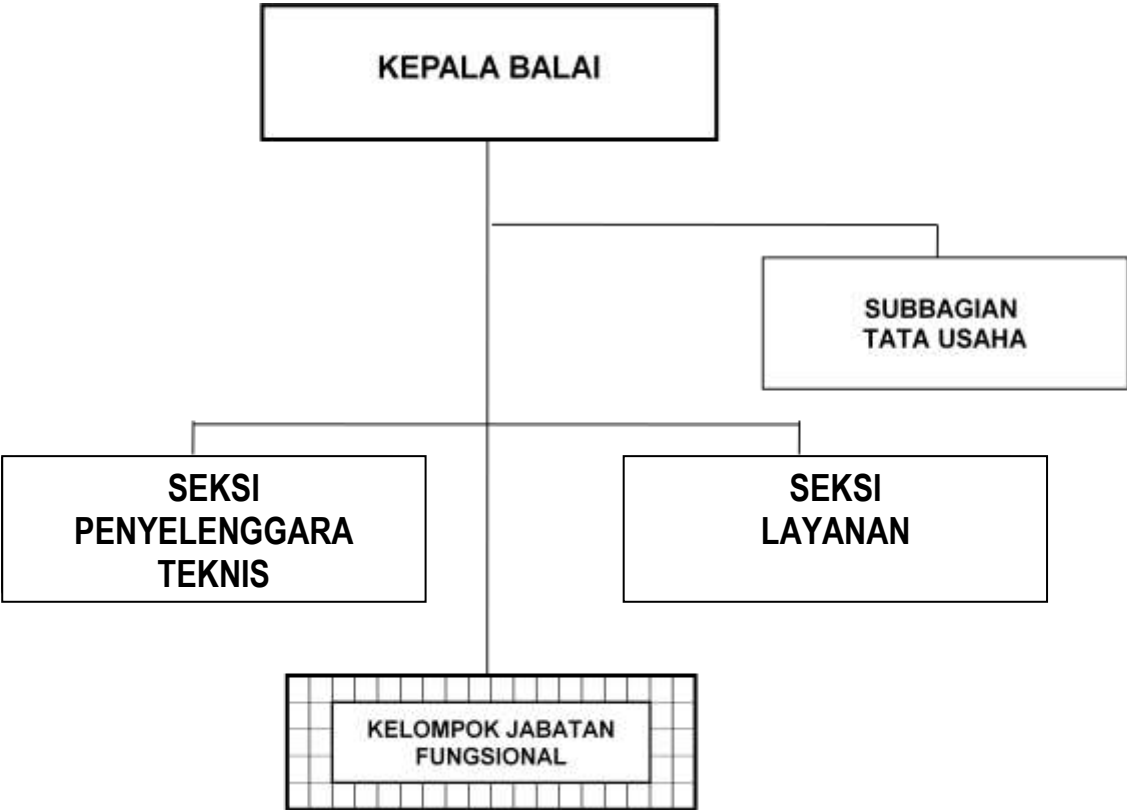 KEPALA BALAI
SUBBAGIAN
TATA USAHA
SEKSI
PENYELENGGARA
TEKNIS
SEKSI
LAYANAN
KELOMPOK JABATAN
FUNGSIONAL